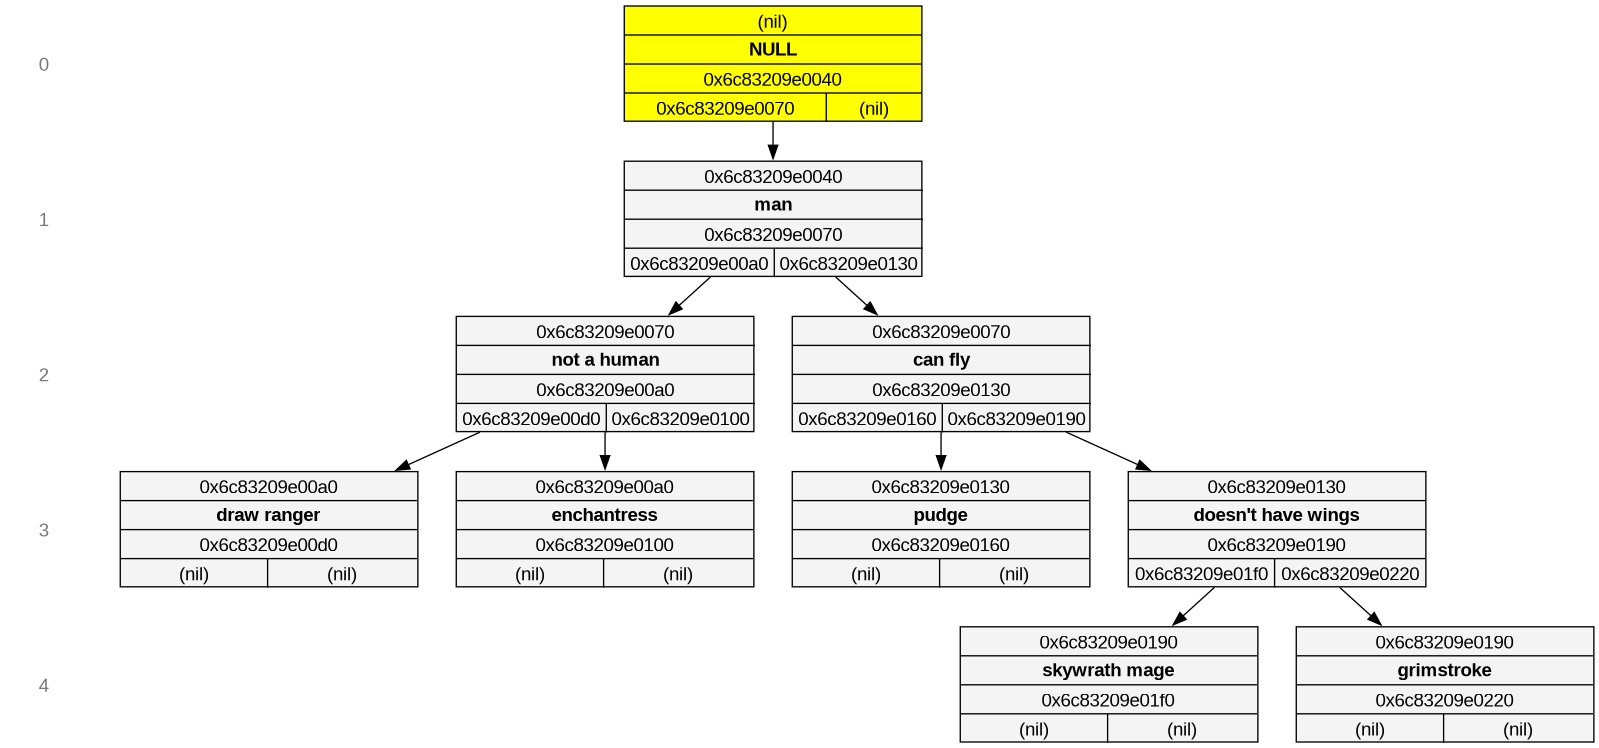 (nil)
NULL
0
0x6c83209e0040
0x6c83209e0070 (nil)
0x6c83209e0040
man
1
0x6c83209e0070
0x6c83209e00a0 0x6c83209e0130
0x6c83209e0070 0x6c83209e0070
not a human can fly
2
0x6c83209e00a0 0x6c83209e0130
0x6c83209e00d0 0x6c83209e0100 0x6c83209e0160 0x6c83209e0190
0x6c83209e00a0 0x6c83209e00a0 0x6c83209e0130 0x6c83209e0130
draw ranger enchantress pudge doesn't have wings
3
0x6c83209e00d0 0x6c83209e0100 0x6c83209e0160 0x6c83209e0190
(nil) (nil) (nil) (nil) (nil) (nil) 0x6c83209e01f0 0x6c83209e0220
0x6c83209e0190 0x6c83209e0190
skywrath mage grimstroke
4
0x6c83209e01f0 0x6c83209e0220
(nil) (nil) (nil) (nil)